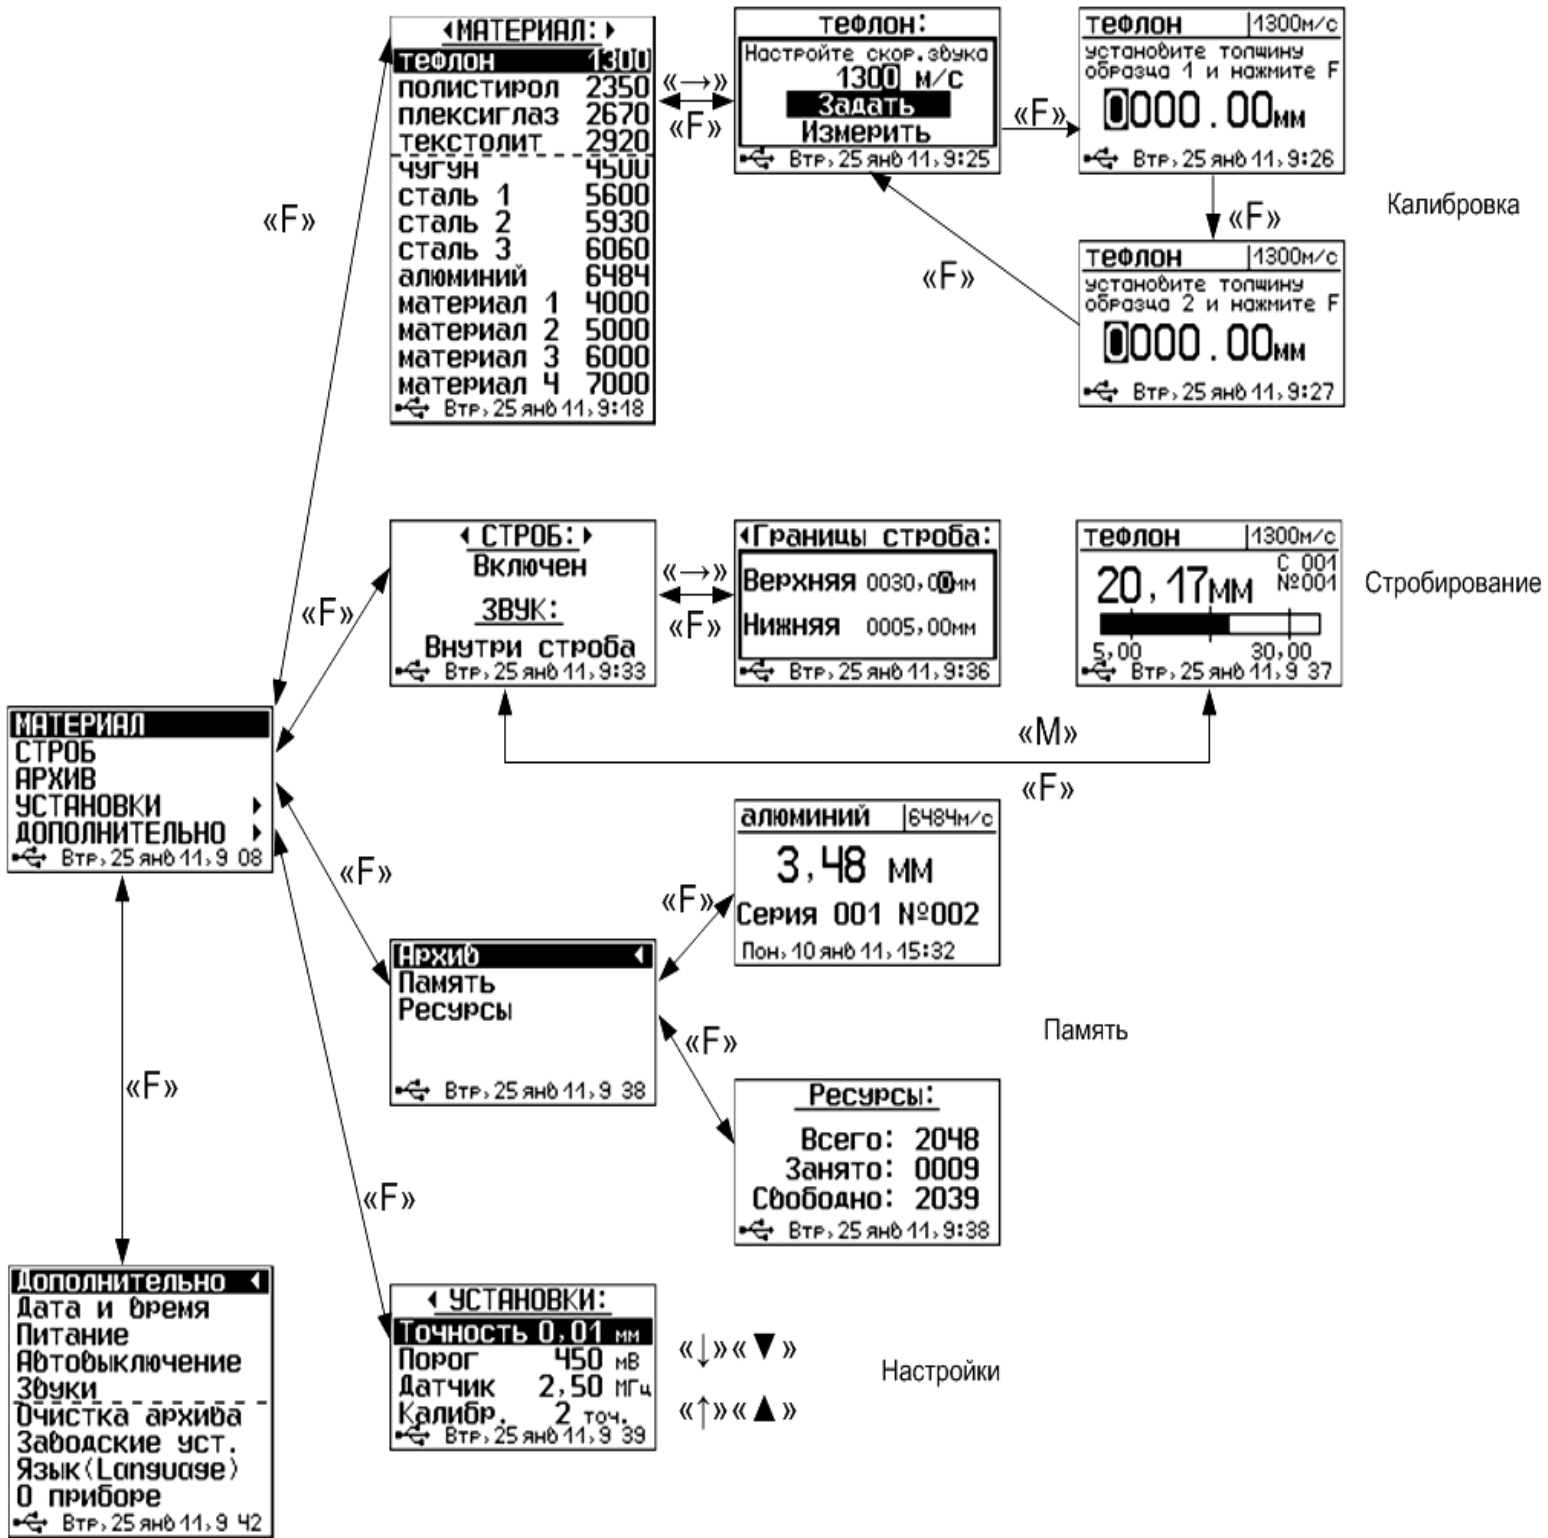 ◂МАТЕРИАЛ:▸
тефлон 1300
полистирол 2350
плексиглаз 2670
текстолит 2920
чугун 4500
сталь 1 5600
сталь 2 5930
сталь 3 6060
алюминий 6484
материал 1 4000
материал 2 5000
материал 3 6000
материал 4 7000
Втр,25 янв 11,9:18
«→»
«F»
тефлон:
Настройте скор.звука
1300 м/с
Задать
Измерить
Втр,25 янв 11,9:25
«F»
тефлон 1300м/с
установите толщину
образца 1 и нажмите F
0000.00мм
Втр,25 янв 11,9:26
«F»
Калибровка
«F»
«F»
тефлон 1300м/с
установите толщину
образца 2 и нажмите F
0000.00мм
Втр,25 янв 11,9:27
◂ СТРОБ:▸
Включен
ЗВУК:
Внутри строба
Втр,25 янв 11,9:33
«F»
«→»
«F»
◂Границы строба:
Верхняя 0030,00мм
Нижняя 0005,00мм
Втр,25 янв 11,9:36
тефлон 1300м/с
20,17мм
С 001
№001
5,00 30,00
Втр,25 янв 11,9 37
Стробирование
«M»
«F»
МАТЕРИАЛ
СТРОБ
АРХИВ
УСТАНОВКИ ▸
ДОПОЛНИТЕЛЬНО ▸
Втр,25 янв 11,9 08
«F»
«F»
алюминий 6484м/с
3,48 мм
Серия 001 №002
Пон,10 янв 11,15:32
Архив ◂
Память
Ресурсы
Втр,25 янв 11,9 38
Память
«F»
«F»
Ресурсы:
Всего: 2048
Занято: 0009
Свободно: 2039
Втр,25 янв 11,9:38
«F»
Дополнительно ◂
Дата и время
Питание
Автовыключение
Звуки
Очистка архива
Заводские уст.
Язык(Language)
О приборе
Втр,25 янв 11,9 42
◂ УСТАНОВКИ:
Точность 0,01 мм
Порог 450 мВ
Датчик 2,50 МГц
Калибр. 2 точ.
Втр,25 янв 11,9 39
«↓»«▼»
«↑»«▲»
Настройки